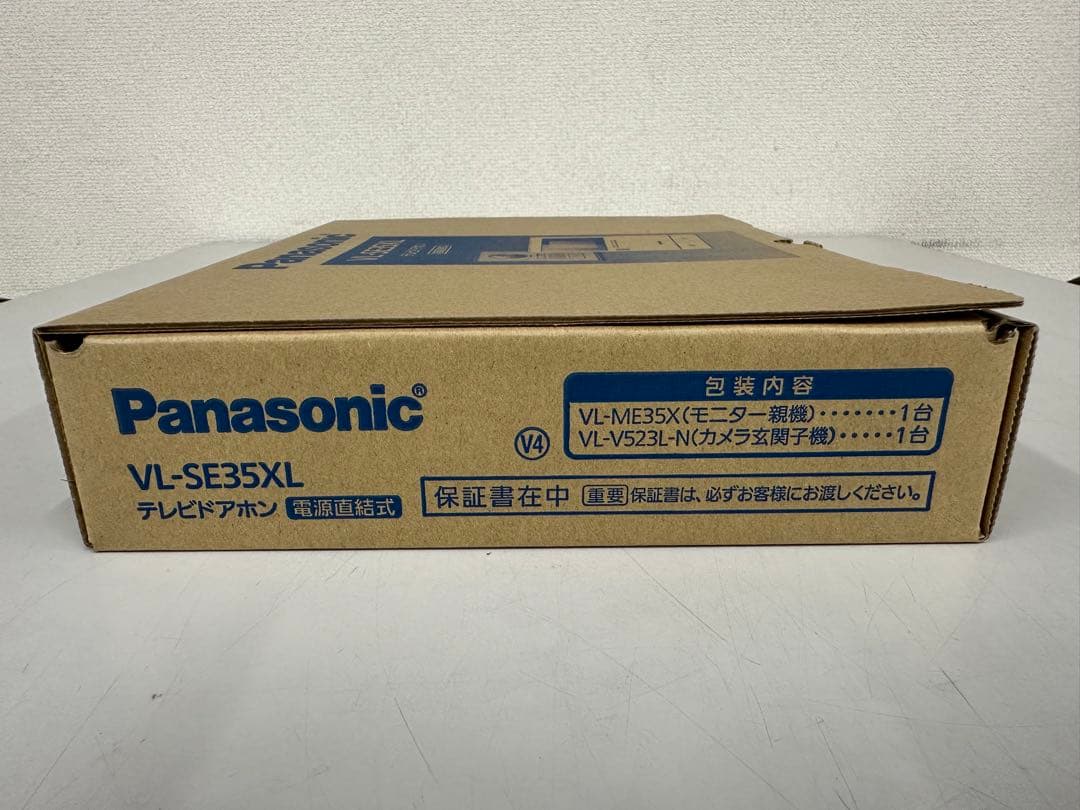 Panasonic
VL-SE35XL
Panasonic®
VL-SE35XL
テレビドアホン 電源直結式
V4
包装内容
VL-ME35X(モニター親機)・・・・・・・1台
VL-V523L-N(カメラ玄関子機)・・・・・1台
保証書在中 重要 保証書は、必ずお客様にお渡しください。